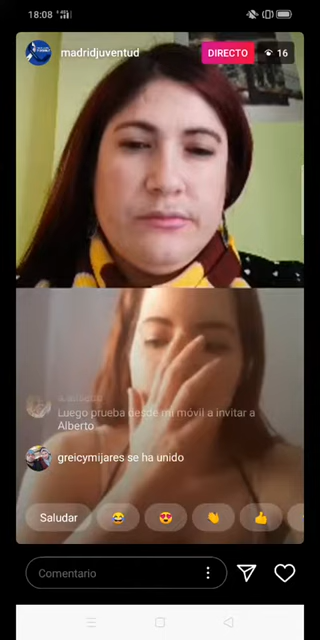 18:08
madridjuventud
DIRECTO
16
Luego prueba desde mi móvil a invitar a
Alberto
greicymijares se ha unido
Saludar
Comentario